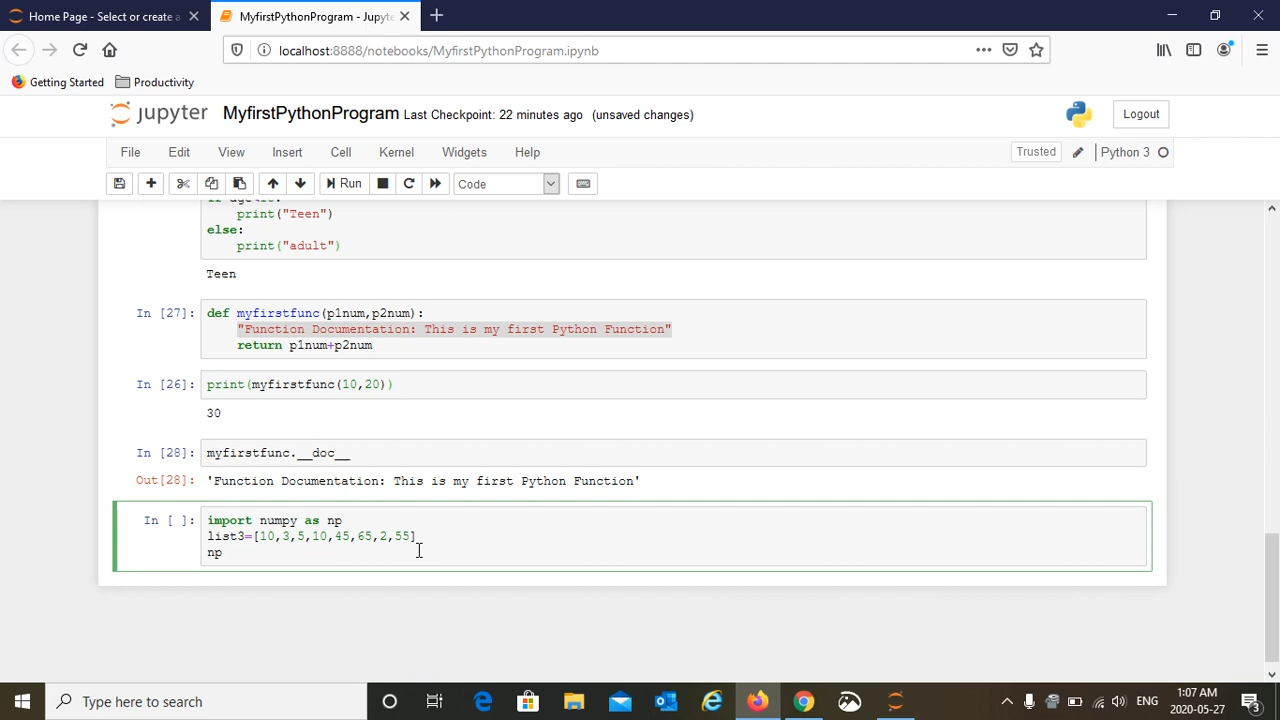 Home Page - Select or create a
MyfirstPythonProgram - Jupyte
localhost:8888/notebooks/MyfirstPythonProgram.ipynb
Getting Started
Productivity
jupyter MyfirstPythonProgram Last Checkpoint: 22 minutes ago (unsaved changes)
Logout
File Edit View Insert Cell Kernel Widgets Help
Trusted
Python 3
Run
Code
print("Teen")
else:
print("adult")
Teen
In [27]: def myfirstfunc(p1num,p2num):
"Function Documentation: This is my first Python Function"
return p1num+p2num
In [26]: print(myfirstfunc(10,20))
30
In [28]: myfirstfunc.__doc__
Out[28]: 'Function Documentation: This is my first Python Function'
In [ ]: import numpy as np
list3=[10,3,5,10,45,65,2,55]
np
Type here to search
ENG
1:07 AM
2020-05-27
3